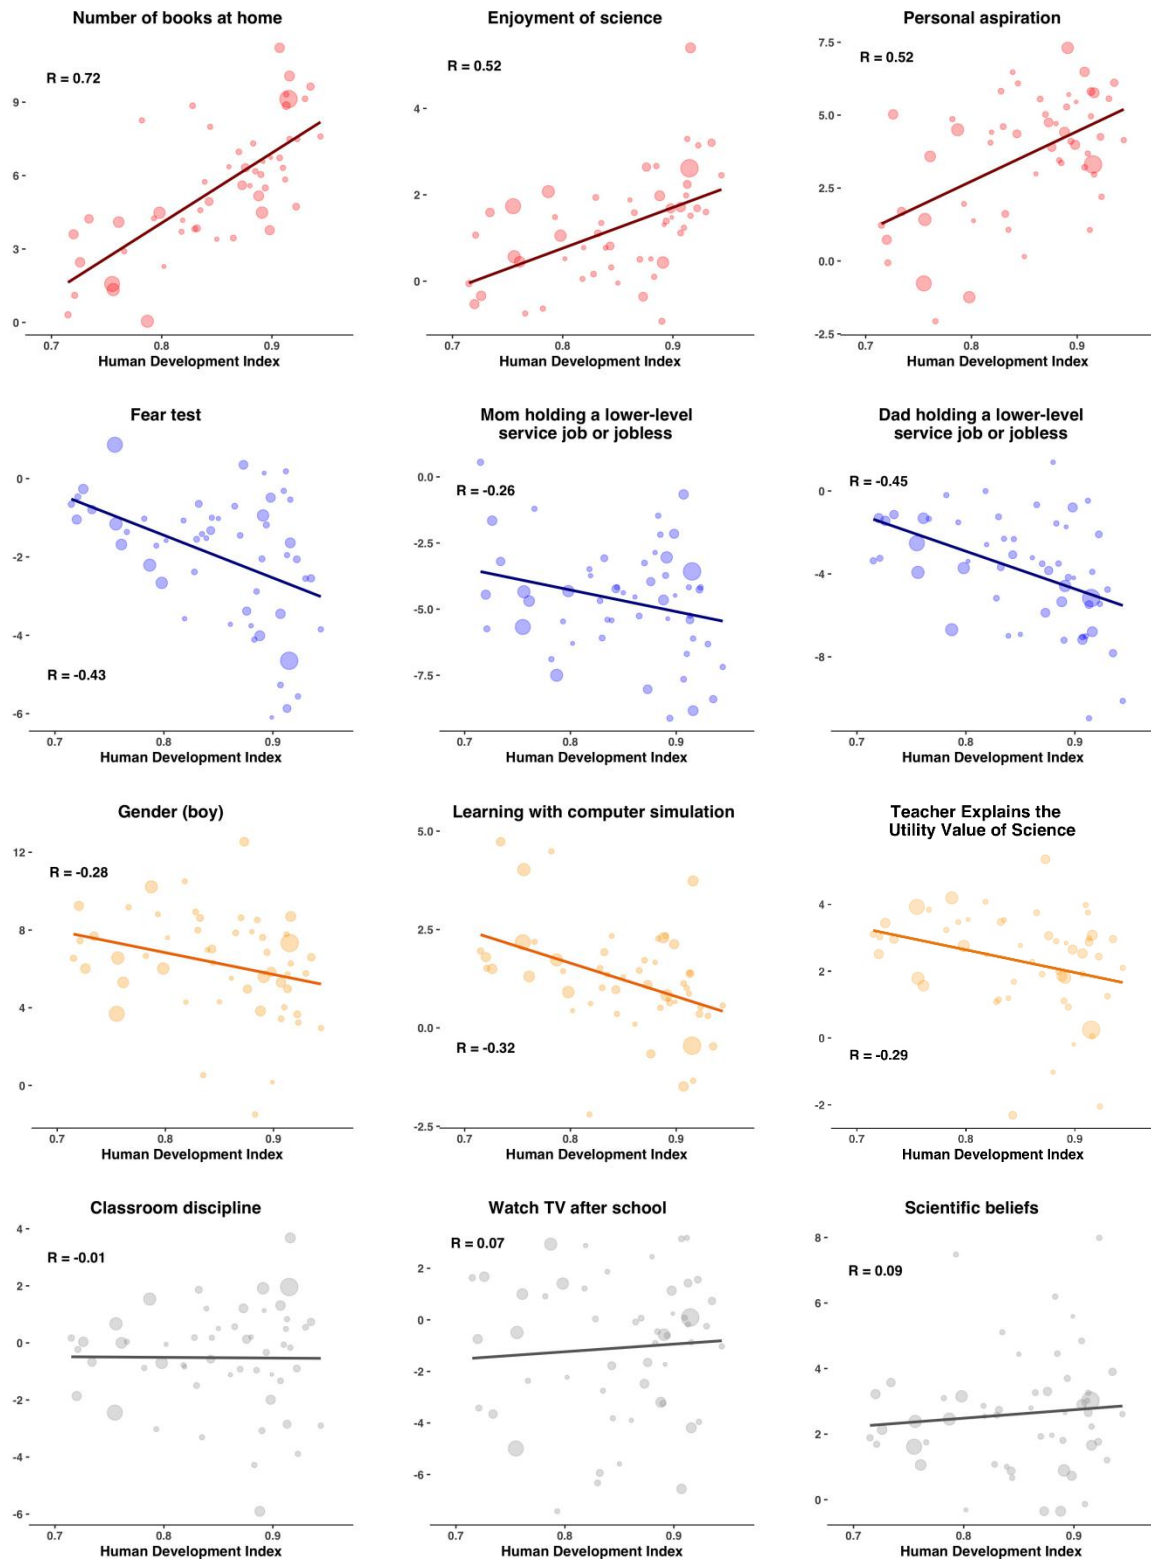 Number of books at home
Enjoyment of science
Personal aspiration
R = 0.72
R = 0.52
R = 0.52
9
6
3
0
4
2
0
7.5
5.0
2.5
0.0
-2.5
0.7 0.8 0.9
0.7 0.8 0.9
0.7 0.8 0.9
Human Development Index
Human Development Index
Human Development Index
Fear test
Mom holding a lower-level
service job or jobless
Dad holding a lower-level
service job or jobless
R = -0.43
R = -0.26
R = -0.45
0
-2
-4
-6
0.0
-2.5
-5.0
-7.5
0
-4
-8
0.7 0.8 0.9
0.7 0.8 0.9
0.7 0.8 0.9
Human Development Index
Human Development Index
Human Development Index
Gender (boy)
Learning with computer simulation
Teacher Explains the
Utility Value of Science
R = -0.28
R = -0.32
R = -0.29
12
8
4
0
5.0
2.5
0.0
-2.5
4
2
0
-2
0.7 0.8 0.9
0.7 0.8 0.9
0.7 0.8 0.9
Human Development Index
Human Development Index
Human Development Index
Classroom discipline
Watch TV after school
Scientific beliefs
R = -0.01
R = 0.07
R = 0.09
4
2
0
-2
-4
-6
2
0
-2
-4
-6
8
6
4
2
0
0.7 0.8 0.9
0.7 0.8 0.9
0.7 0.8 0.9
Human Development Index
Human Development Index
Human Development Index